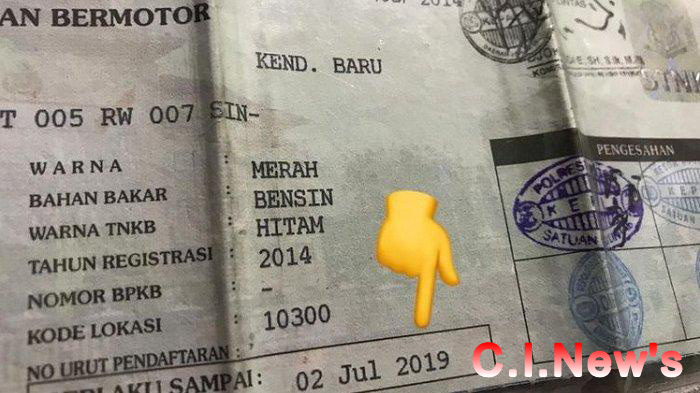 AN BERMOTOR
2014
KEND. BARU
T 005 RW 007 SIN-
WARNA : MERAH
BAHAN BAKAR : BENSIN
WARNA TNKB : HITAM
TAHUN REGISTRASI : 2014
NOMOR BPKB : -
KODE LOKASI : 10300
NO URUT PENDAFTARAN :
BERLAKU SAMPAI: 02 Jul 2019
STNK
PENGESAHAN
POLRES
SATUAN
C.I.New's